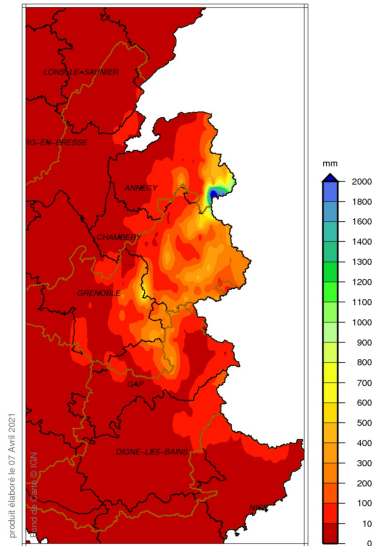 LONS-LE-SAUNIER
RG-EN-BRESSE
ANNECY
CHAMBERY
GRENOBLE
GAP
DIGNE-LES-BAINS
mm
2000
1800
1600
1400
1200
1100
1000
900
800
700
600
500
400
300
200
100
50
10
0
produit élaboré le 07 Avril 2021
Fond de carte © IGN